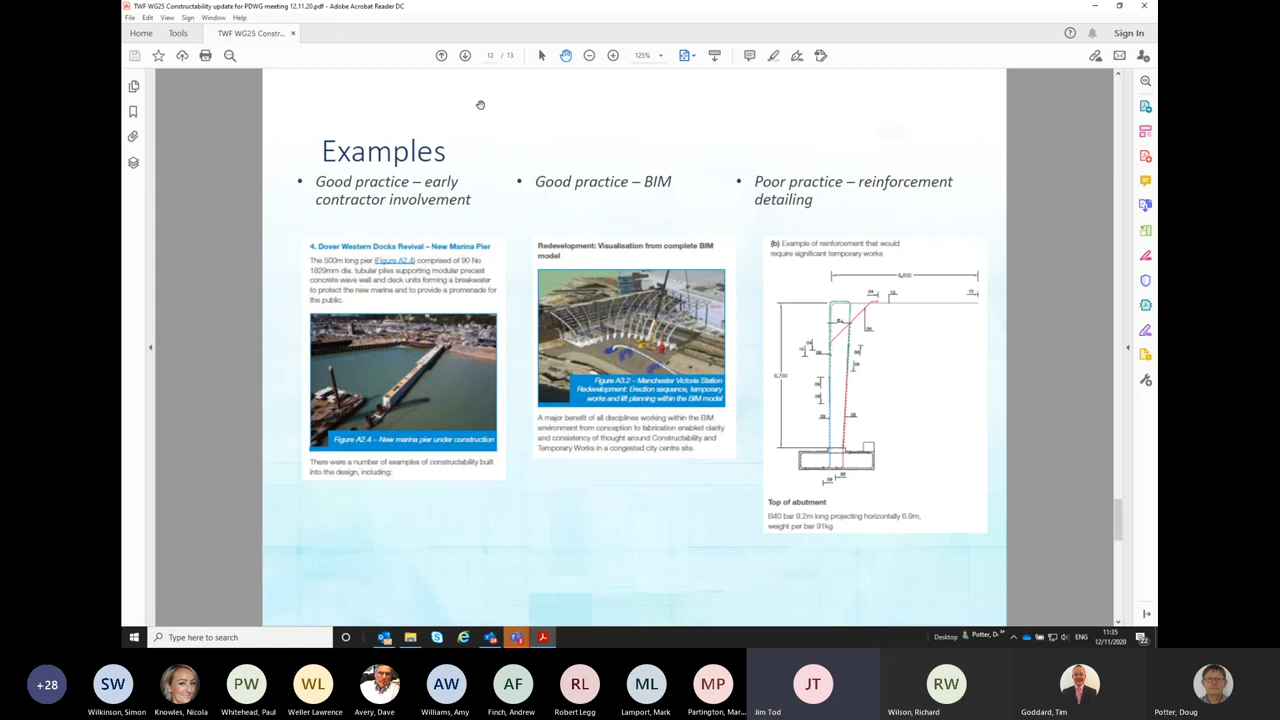 TWF WG25 Constructability update for PDWG meeting 12.11.20.pdf - Adobe Acrobat Reader DC
File Edit View Sign Window Help
Home Tools TWF WG25 Constr... × Sign In
12 / 13 125%
Examples
• Good practice – early
contractor involvement
• Good practice – BIM
• Poor practice – reinforcement
detailing
4. Dover Western Docks Revival – New Marina Pier
The 500m long pier (Figure A2.4) comprised of 90 No
1829mm dia. tubular piles supporting modular precast
concrete wave wall and deck units forming a breakwater
to protect the new marina and to provide a promenade for
the public.
Figure A2.4 – New marina pier under construction
There were a number of examples of constructability built
into the design, including:
Redevelopment: Visualisation from complete BIM
model
Figure A3.2 – Manchester Victoria Station
Redevelopment: Erection sequence, temporary
works and lift planning within the BIM model
A major benefit of all disciplines working within the BIM
environment from conception to fabrication enabled clarity
and consistency of thought around Constructability and
Temporary Works in a congested city centre site.
(b) Example of reinforcement that would
require significant temporary works
Top of abutment
B40 bar 9.2m long projecting horizontally 6.9m,
weight per bar 91kg
Type here to search
Desktop Potter, D... ENG
11:35
12/11/2020
22
+28 SW PW WL AW AF RL ML MP JT RW
Wilkinson, Simon Knowles, Nicola Whitehead, Paul Weller Lawrence Avery, Dave Williams, Amy Finch, Andrew Robert Legg Lamport, Mark Partington, Mar... Jim Tod Wilson, Richard Goddard, Tim Potter, Doug